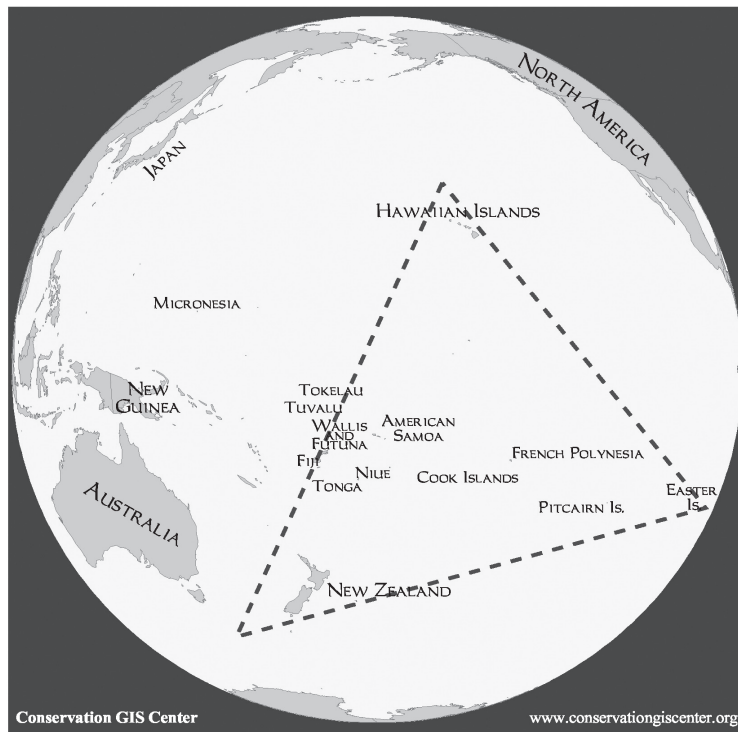 North America
Japan
Hawaiian Islands
Micronesia
New
Guinea
Tokelau
Tuvalu
Wallis
and
Futuna
American
Samoa
Fiji
Niue
Tonga
Cook Islands
French Polynesia
Easter
Is.
Pitcairn Is.
Australia
New Zealand
Conservation GIS Center
www.conservationgiscenter.org